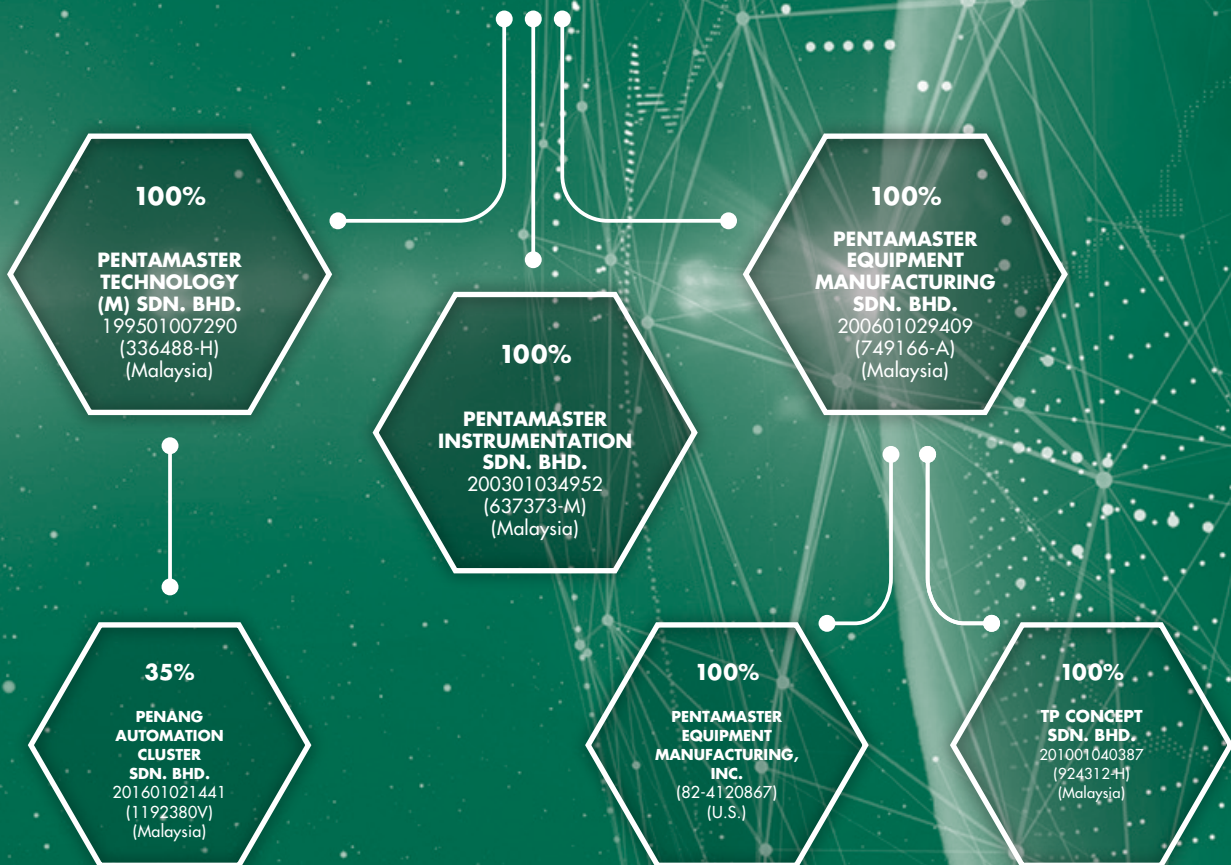 100%
PENTAMASTER
TECHNOLOGY
(M) SDN. BHD.
199501007290
(336488-H)
(Malaysia)
100%
PENTAMASTER
INSTRUMENTATION
SDN. BHD.
200301034952
(637373-M)
(Malaysia)
100%
PENTAMASTER
EQUIPMENT
MANUFACTURING
SDN. BHD.
200601029409
(749166-A)
(Malaysia)
35%
PENANG
AUTOMATION
CLUSTER
SDN. BHD.
201601021441
(1192380V)
(Malaysia)
100%
PENTAMASTER
EQUIPMENT
MANUFACTURING,
INC.
(82-4120867)
(U.S.)
100%
TP CONCEPT
SDN. BHD.
201001040387
(924312-H)
(Malaysia)